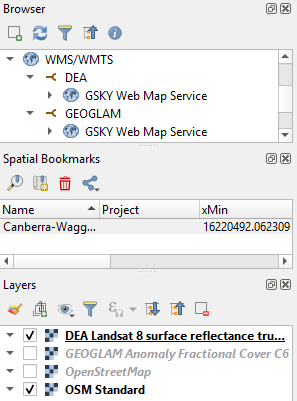 Browser
WMS/WMTS
DEA
GSKY Web Map Service
GEOGLAM
GSKY Web Map Service
Spatial Bookmarks
Name Project xMin
Canberra-Wagg... 16220492.062309
Layers
DEA Landsat 8 surface reflectance tru...
GEOGLAM Anomaly Fractional Cover C6
OpenStreetMap
OSM Standard